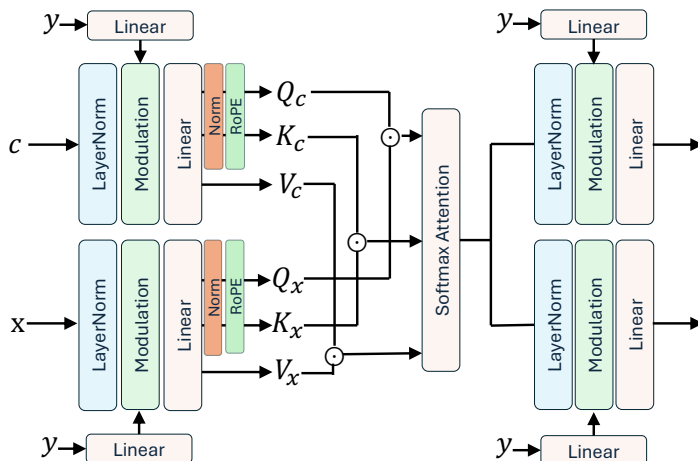 y
Linear
y
Linear
c
LayerNorm
Modulation
Linear
Norm
RoPE
Q_c
K_c
V_c
⊙
Softmax Attention
LayerNorm
Modulation
Linear
x
LayerNorm
Modulation
Linear
Norm
RoPE
Q_x
K_x
V_x
⊙
⊙
LayerNorm
Modulation
Linear
y
Linear
y
Linear